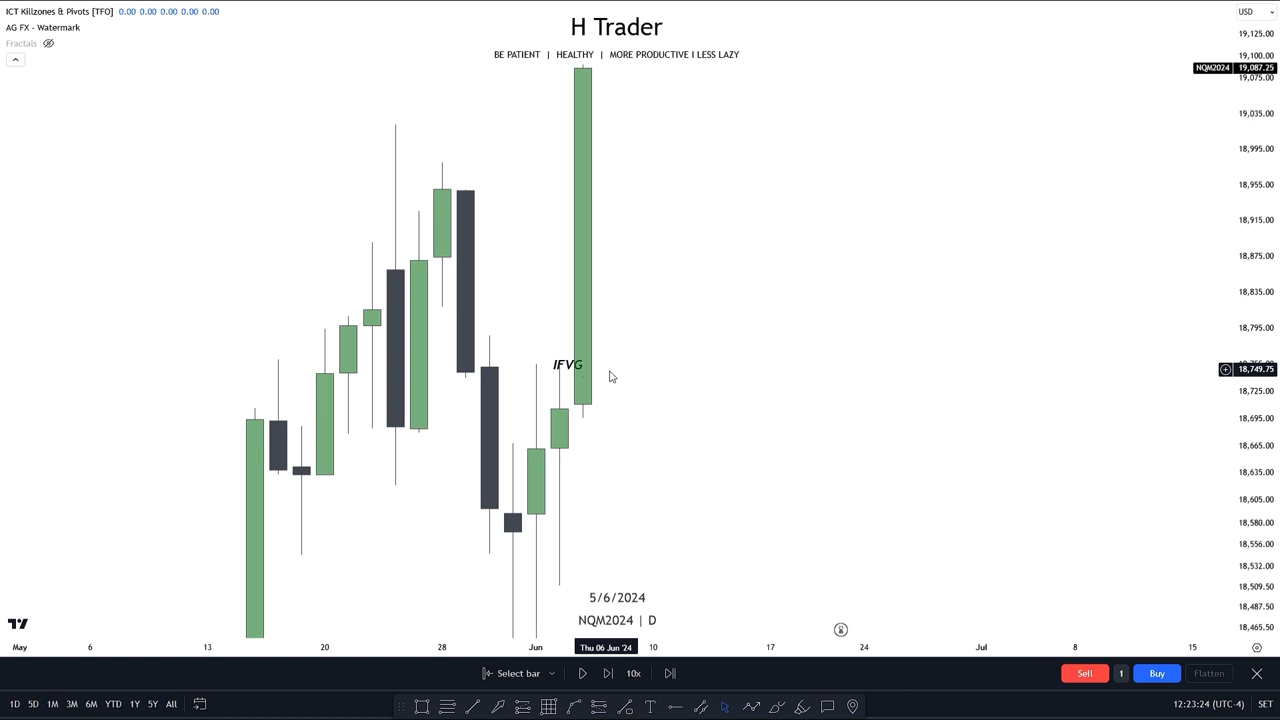 ICT Killzones & Pivots [TFO] 0.00 0.00 0.00 0.00 0.00
AG FX - Watermark
Fractals
H Trader
BE PATIENT | HEALTHY | MORE PRODUCTIVE I LESS LAZY
USD
19,125.00
19,100.00
NQM2024 19,087.25
19,075.00
19,035.00
18,995.00
18,955.00
18,915.00
18,875.00
18,835.00
18,795.00
IFVG
18,749.75
18,725.00
18,695.00
18,665.00
18,635.00
18,605.00
18,580.00
18,556.00
18,532.00
18,509.50
18,487.50
18,465.50
5/6/2024
NQM2024 | D
May 6 13 20 28 Jun Thu 06 Jun '24 10 17 24 Jul 8 15
Select bar 10x Sell 1 Buy Flatten
1D 5D 1M 3M 6M YTD 1Y 5Y All 12:23:24 (UTC-4) SET